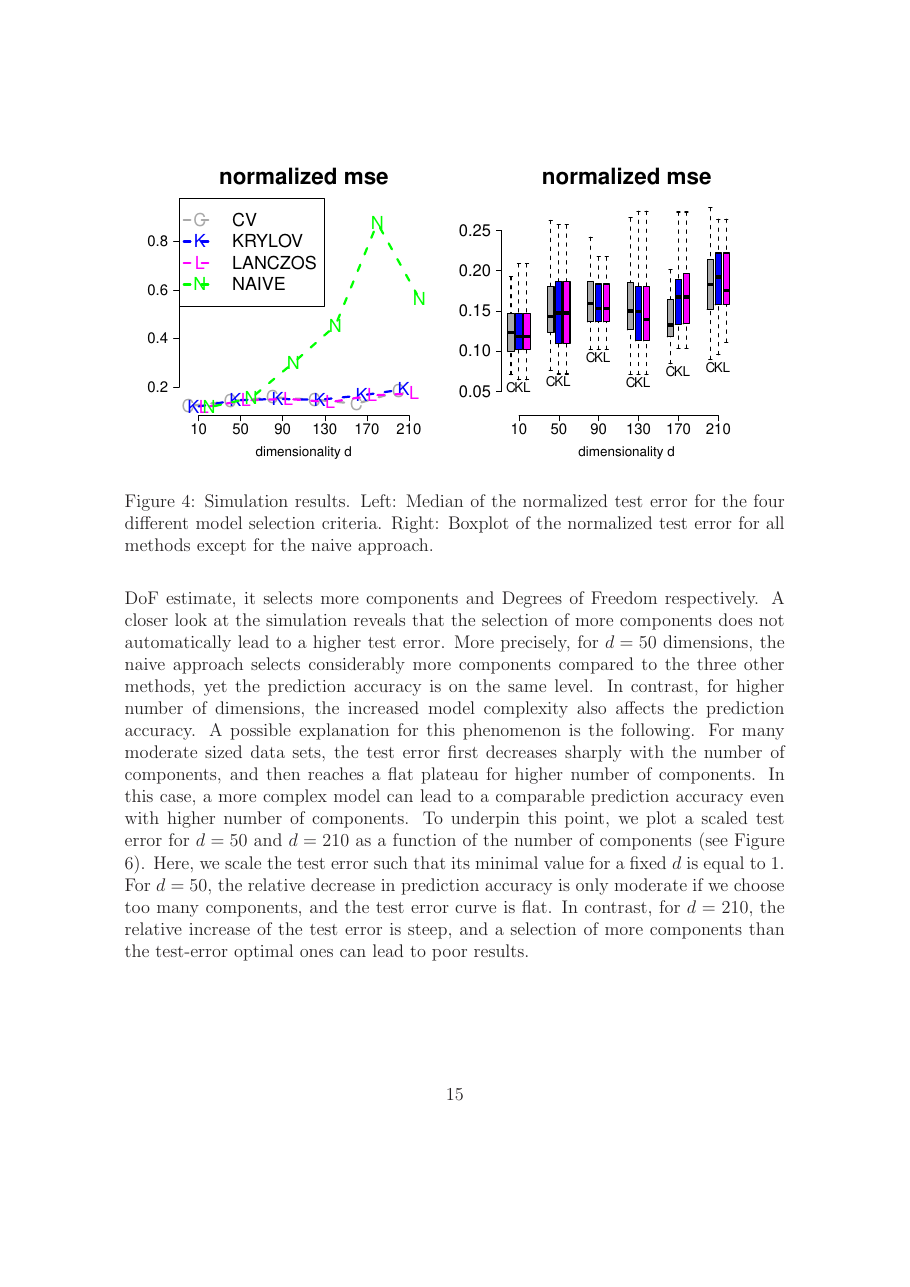 normalized mse
C CV
K KRYLOV
L LANCZOS
N NAIVE
0.8
0.6
0.4
0.2
N
N
N
N
N N
C K L N C K L C K L C K L C K L C K L
10 50 90 130 170 210
dimensionality d
normalized mse
0.25
0.20
0.15
0.10
0.05
CKL CKL CKL CKL CKL CKL
10 50 90 130 170 210
dimensionality d
Figure 4: Simulation results. Left: Median of the normalized test error for the four
different model selection criteria. Right: Boxplot of the normalized test error for all
methods except for the naive approach.
DoF estimate, it selects more components and Degrees of Freedom respectively. A
closer look at the simulation reveals that the selection of more components does not
automatically lead to a higher test error. More precisely, for d = 50 dimensions, the
naive approach selects considerably more components compared to the three other
methods, yet the prediction accuracy is on the same level. In contrast, for higher
number of dimensions, the increased model complexity also affects the prediction
accuracy. A possible explanation for this phenomenon is the following. For many
moderate sized data sets, the test error first decreases sharply with the number of
components, and then reaches a flat plateau for higher number of components. In
this case, a more complex model can lead to a comparable prediction accuracy even
with higher number of components. To underpin this point, we plot a scaled test
error for d = 50 and d = 210 as a function of the number of components (see Figure
6). Here, we scale the test error such that its minimal value for a fixed d is equal to 1.
For d = 50, the relative decrease in prediction accuracy is only moderate if we choose
too many components, and the test error curve is flat. In contrast, for d = 210, the
relative increase of the test error is steep, and a selection of more components than
the test-error optimal ones can lead to poor results.
15